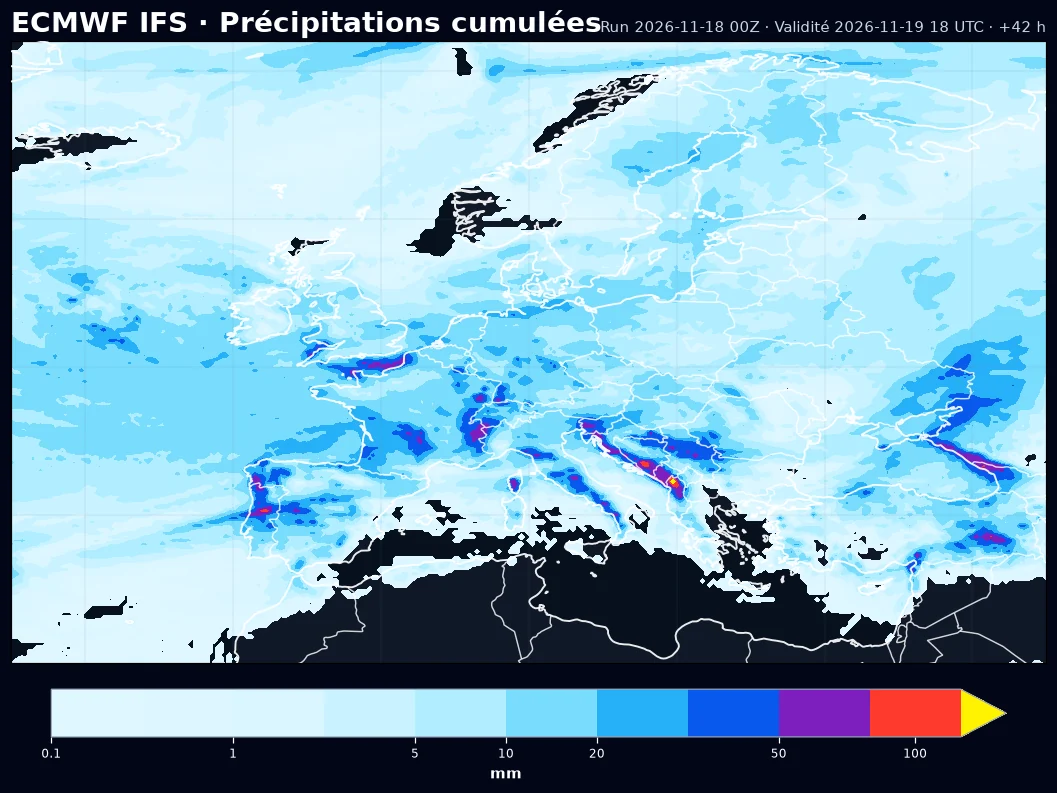 ECMWF IFS · Précipitations cumulées
Run 2026-11-18 00Z · Validité 2026-11-19 18 UTC · +42 h
0.1 1 5 10 20 50 100
mm